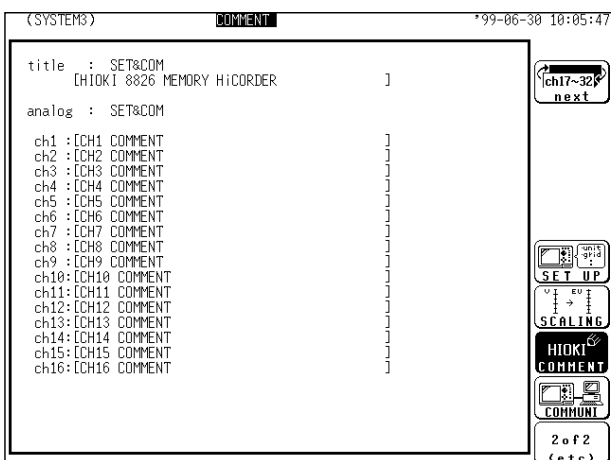 (SYSTEM3) COMMENT '99-06-30 10:05:47
title : SET&COM
[HIOKI 8826 MEMORY HiCORDER ]
analog : SET&COM
ch1 :[CH1 COMMENT ]
ch2 :[CH2 COMMENT ]
ch3 :[CH3 COMMENT ]
ch4 :[CH4 COMMENT ]
ch5 :[CH5 COMMENT ]
ch6 :[CH6 COMMENT ]
ch7 :[CH7 COMMENT ]
ch8 :[CH8 COMMENT ]
ch9 :[CH9 COMMENT ]
ch10:[CH10 COMMENT ]
ch11:[CH11 COMMENT ]
ch12:[CH12 COMMENT ]
ch13:[CH13 COMMENT ]
ch14:[CH14 COMMENT ]
ch15:[CH15 COMMENT ]
ch16:[CH16 COMMENT ]
ch17~32
next
unit
grid
SET UP
U EU
SCALING
HIOKI
COMMENT
COMMUNI
2of2
(etc)